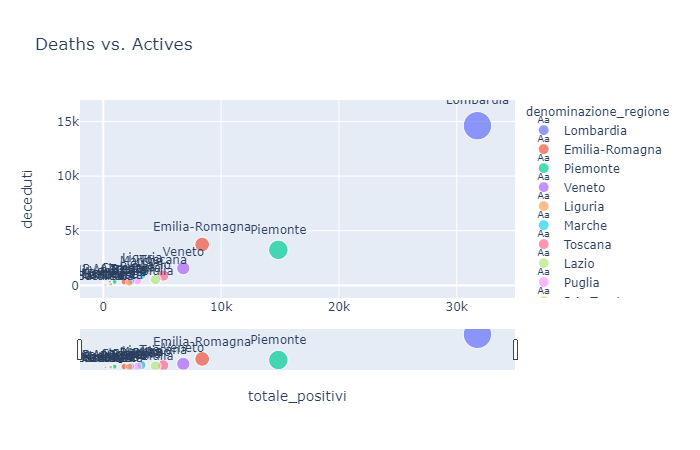 Deaths vs. Actives
denominazione_regione
Aa
Lombardia
Aa
Emilia-Romagna
Aa
Piemonte
Aa
Veneto
Aa
Liguria
Aa
Marche
Aa
Toscana
Aa
Lazio
Aa
Puglia
Aa
deceduti
15k
10k
5k
0
Lombardia
Emilia-Romagna
Piemonte
Veneto
0
10k
20k
30k
Emilia-Romagna
Piemonte
Veneto
totale_positivi